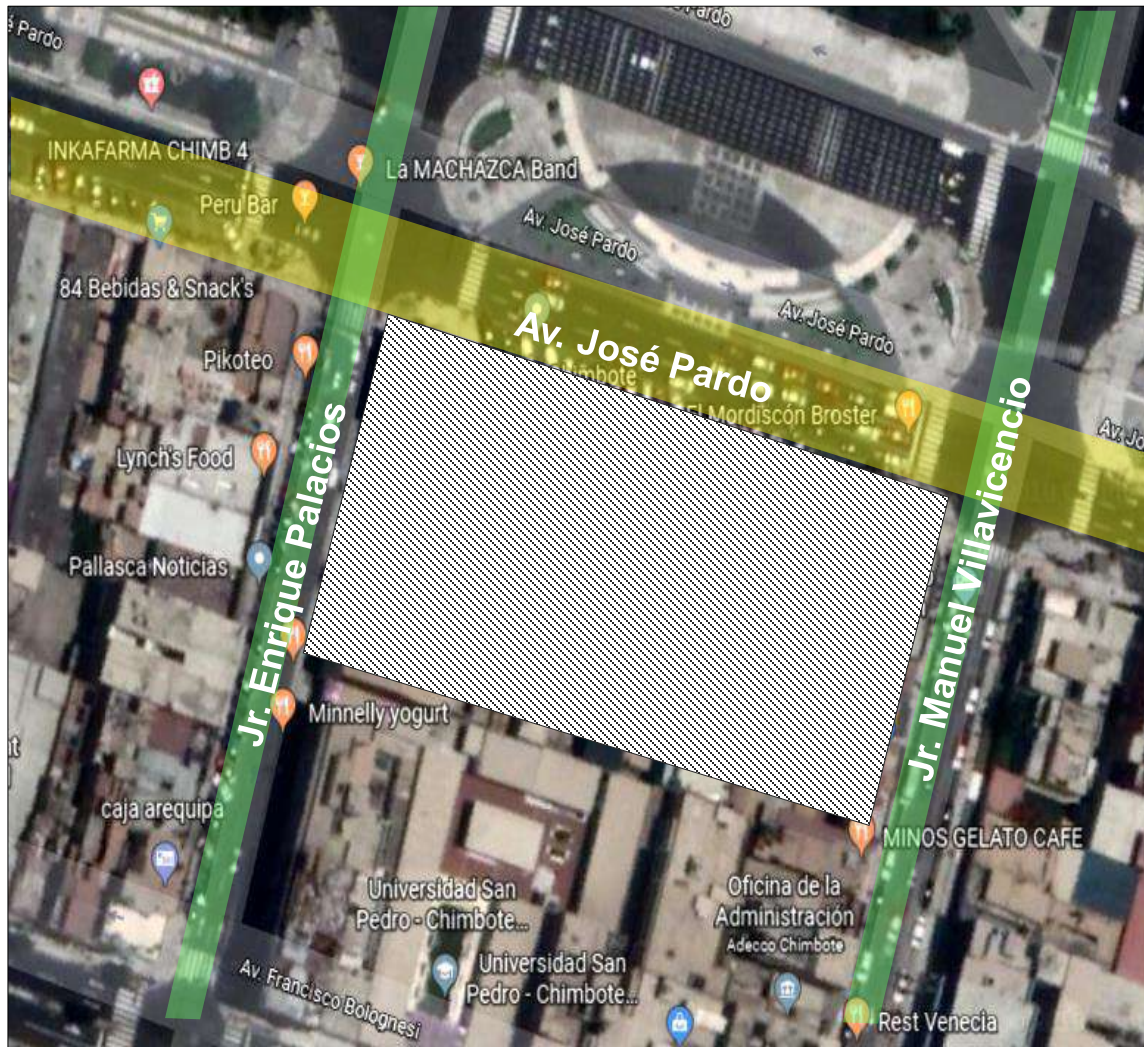 é Pardo
Pardo
INKAFARMA CHIMB 4
La MACHAZCA Band
Peru Bar
Av. José Pardo
84 Bebidas & Snack's
Av. José Pardo
Av. José Pardo
Pikoteo
imbote
El Mordiscón Broster
Av. Jo
Lynch's Food
Jr. Enrique Palacios
Jr. Manuel Villavicencio
Pallasca Noticias
Minnelly yogurt
caja arequipa
MINOS GELATO CAFE
Universidad San
Pedro - Chimbote...
Oficina de la
Administración
Adecco Chimbote
Universidad San
Pedro - Chimbote...
Av. Francisco Bolognesi
Rest Venecia